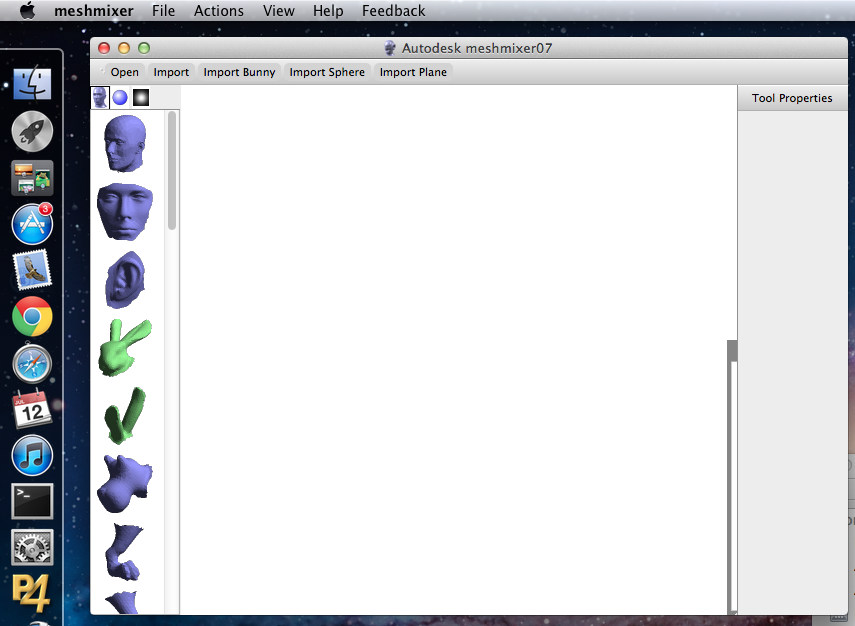 meshmixer File Actions View Help Feedback
Autodesk meshmixer07
Open Import Import Bunny Import Sphere Import Plane
Tool Properties
3
JUL
12
>_
P4